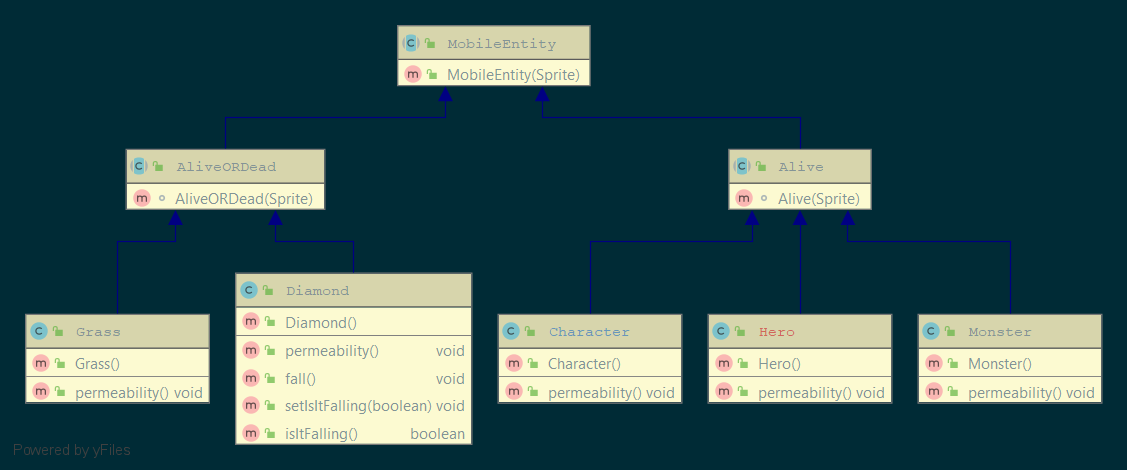 MobileEntity
MobileEntity(Sprite)
AliveORDead
AliveORDead(Sprite)
Alive
Alive(Sprite)
Grass
Grass()
permeability() void
Diamond
Diamond()
permeability() void
fall() void
setIsItFalling(boolean) void
isItFalling() boolean
Character
Character()
permeability() void
Hero
Hero()
permeability() void
Monster
Monster()
permeability() void
Powered by yFiles